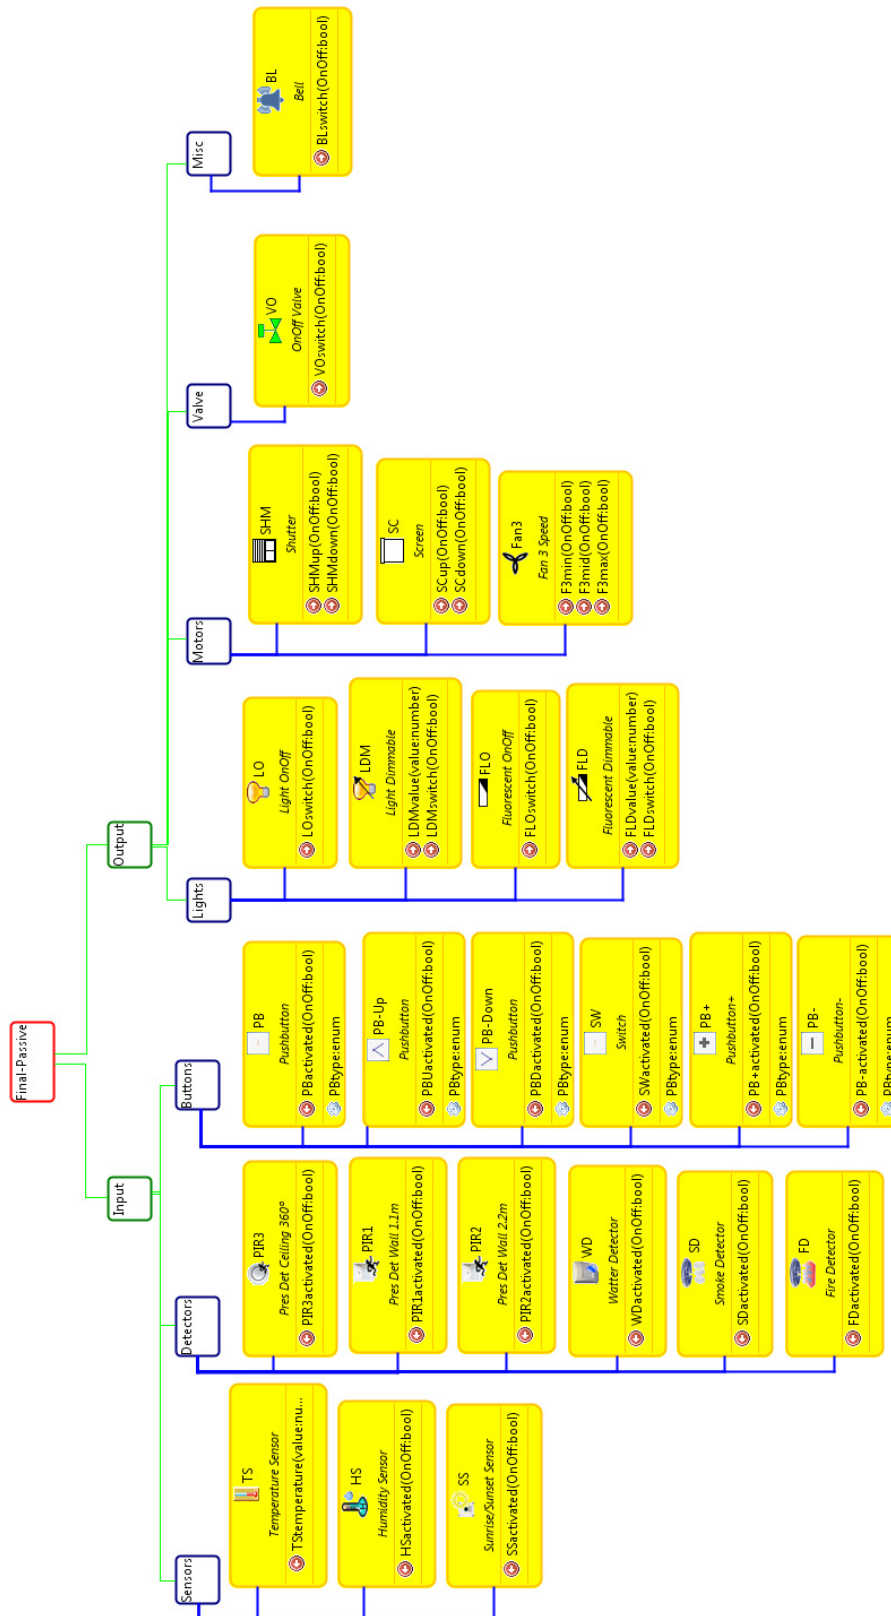 Final-Passive
Input
Output
Sensors
TS
Temperature Sensor
TStemperature(value:nu...
HS
Humidity Sensor
HSactivated(OnOff:bool)
SS
Sunrise/Sunset Sensor
SSactivated(OnOff:bool)
Detectors
PIR3
Pres Det Ceiling 360º
PIR3activated(OnOff:bool)
PIR1
Pres Det Wall 1.1m
PIR1activated(OnOff:bool)
PIR2
Pres Det Wall 2.2m
PIR2activated(OnOff:bool)
WD
Watter Detector
WDactivated(OnOff:bool)
SD
Smoke Detector
SDactivated(OnOff:bool)
FD
Fire Detector
FDactivated(OnOff:bool)
Buttons
PB
Pushbutton
PBactivated(OnOff:bool)
PBtype:enum
PB-Up
Pushbutton
PBUactivated(OnOff:bool)
PBtype:enum
PB-Down
Pushbutton
PBDactivated(OnOff:bool)
PBtype:enum
SW
Switch
SWactivated(OnOff:bool)
PBtype:enum
PB+
Pushbutton+
PB+activated(OnOff:bool)
PBtype:enum
PB-
Pushbutton-
PB-activated(OnOff:bool)
PBtype:enum
Lights
LO
Light OnOff
LOswitch(OnOff:bool)
LDM
Light Dimmable
LDMvalue(value:number)
LDMswitch(OnOff:bool)
FLO
Fluorescent OnOff
FLOswitch(OnOff:bool)
FLD
Fluorescent Dimmable
FLDvalue(value:number)
FLDswitch(OnOff:bool)
Motors
SHM
Shutter
SHMup(OnOff:bool)
SHMdown(OnOff:bool)
SC
Screen
SCup(OnOff:bool)
SCdown(OnOff:bool)
Fan3
Fan 3 Speed
F3min(OnOff:bool)
F3mid(OnOff:bool)
F3max(OnOff:bool)
Valve
VO
OnOff Valve
VOswitch(OnOff:bool)
Misc
BL
Bell
BLswitch(OnOff:bool)